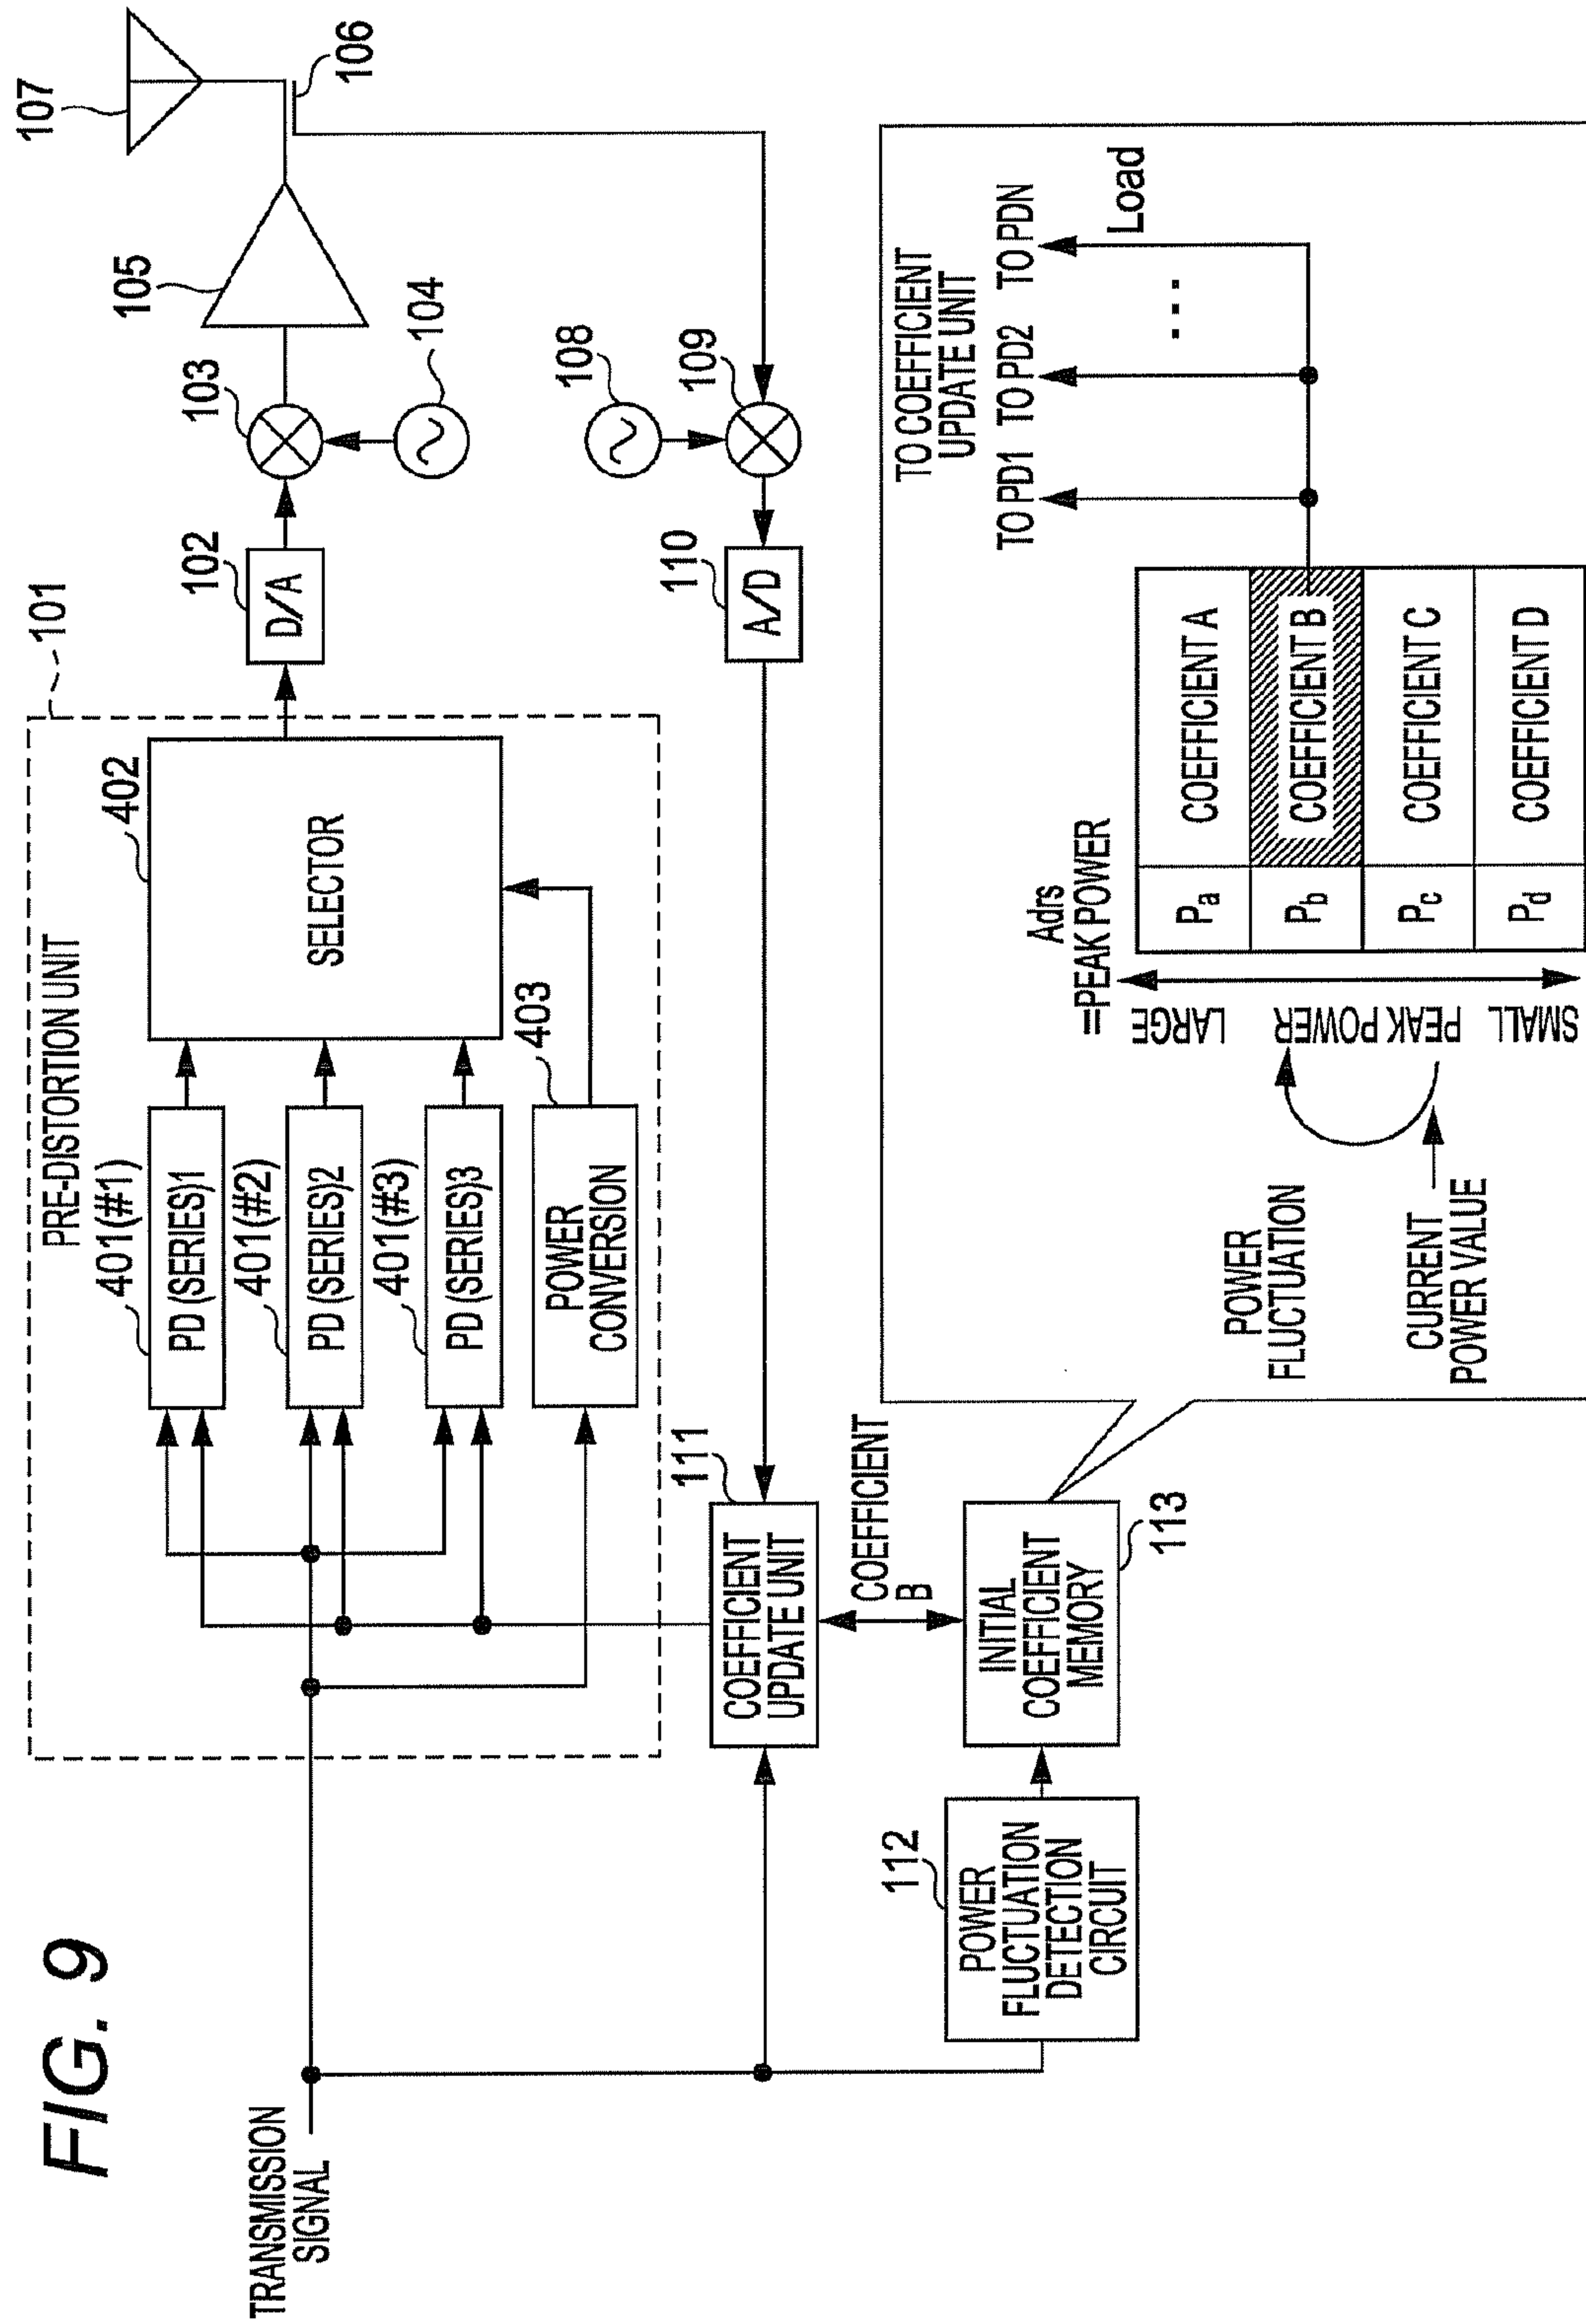 FIG. 9
TRANSMISSION
SIGNAL
PRE-DISTORTION UNIT
101
401(#1)
PD (SERIES)1
401(#2)
PD (SERIES)2
401(#3)
PD (SERIES)3
403
POWER
CONVERSION
402
SELECTOR
102
D/A
103
104
105
106
107
108
109
110
A/D
111
COEFFICIENT
UPDATE UNIT
COEFFICIENT
B
112
POWER
FLUCTUATION
DETECTION
CIRCUIT
INITIAL
COEFFICIENT
MEMORY
113
TO COEFFICIENT
UPDATE UNIT
TO PD1
TO PD2
TO PDN
...
Load
Adrs
=PEAK POWER
LARGE
PEAK POWER
SMALL
POWER
FLUCTUATION
CURRENT
POWER VALUE
Pa
COEFFICIENT A
Pb
COEFFICIENT B
Pc
COEFFICIENT C
Pd
COEFFICIENT D